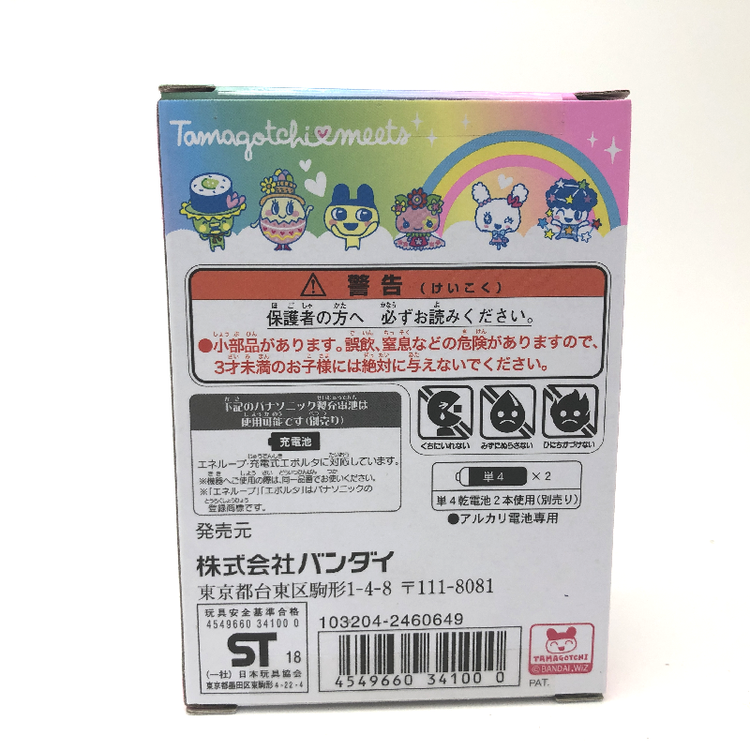 Tamagotchi meets
警告 (けいこく)
保護者の方へ 必ずお読みください。
●小部品があります。誤飲、窒息などの危険がありますので、
3才未満のお子様には絶対に与えないでください。
下記のパナソニック製充電池は
使用可能です(別売り)
充電池
エネループ・充電式エボルタに対応しています。
※機器へご使用の際は、同一品番でお使いください。
※「エネループ」「エボルタ」はパナソニックの
登録商標です。
くちにいれない
みずにぬらさない
ひにちかづけない
単4 ×2
単4乾電池2本使用(別売り)
●アルカリ電池専用
発売元
株式会社バンダイ
東京都台東区駒形1-4-8 〒111-8081
玩具安全基準合格
4549660 34100 0
ST 18
(一社)日本玩具協会
東京都墨田区東駒形4-22-4
103204-2460649
4549660 341000
TAMAGOTCHI
©BANDAI,WIZ
PAT.